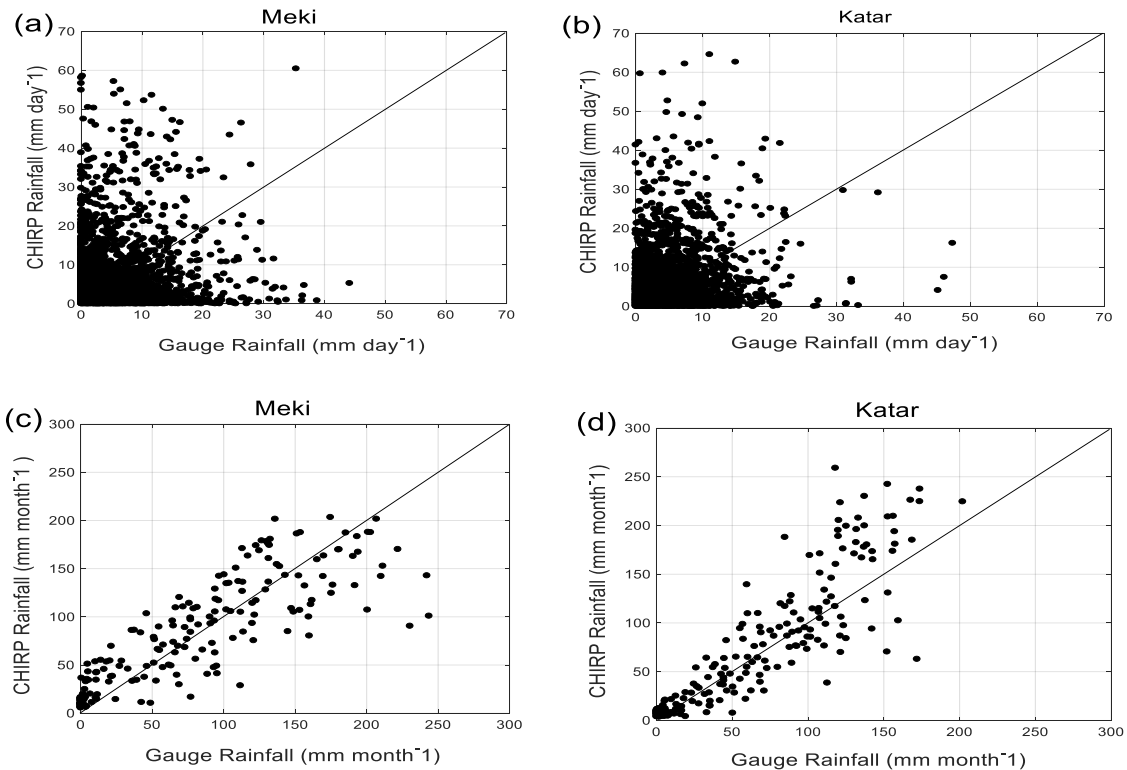 (a) Meki
70
60
50
40
30
20
10
0
CHIRP Rainfall (mm day⁻1)
0 10 20 30 40 50 60 70
Gauge Rainfall (mm day⁻1)
(b) Katar
70
60
50
40
30
20
10
0
CHIRP Rainfall (mm day⁻1)
0 10 20 30 40 50 60 70
Gauge Rainfall (mm day⁻1)
(c) Meki
300
250
200
150
100
50
0
CHIRP Rainfall (mm month⁻1 )
0 50 100 150 200 250 300
Gauge Rainfall (mm month⁻1)
(d) Katar
300
250
200
150
100
50
0
CHIRP Rainfall (mm month⁻1)
0 50 100 150 200 250 300
Gauge Rainfall (mm month⁻1)